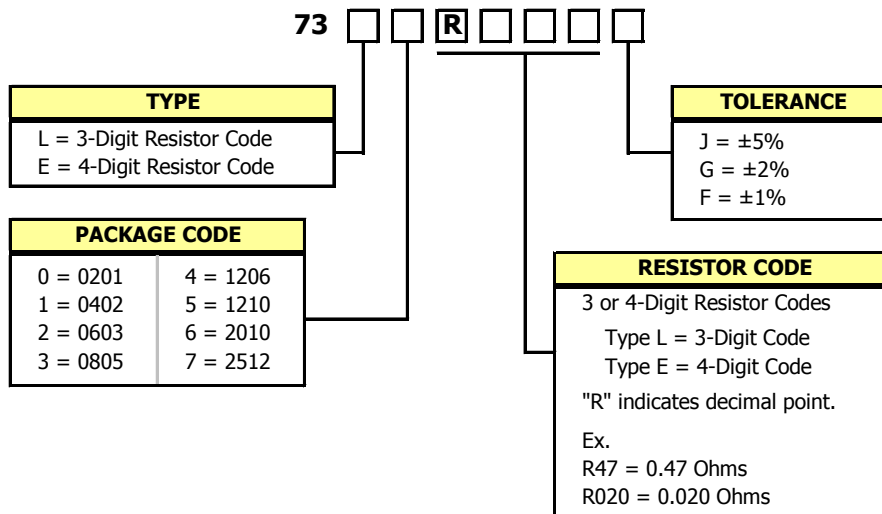 73 R
TYPE
L = 3-Digit Resistor Code
E = 4-Digit Resistor Code
TOLERANCE
J = ±5%
G = ±2%
F = ±1%
PACKAGE CODE
0 = 0201 4 = 1206
1 = 0402 5 = 1210
2 = 0603 6 = 2010
3 = 0805 7 = 2512
RESISTOR CODE
3 or 4-Digit Resistor Codes
Type L = 3-Digit Code
Type E = 4-Digit Code
"R" indicates decimal point.
Ex.
R47 = 0.47 Ohms
R020 = 0.020 Ohms